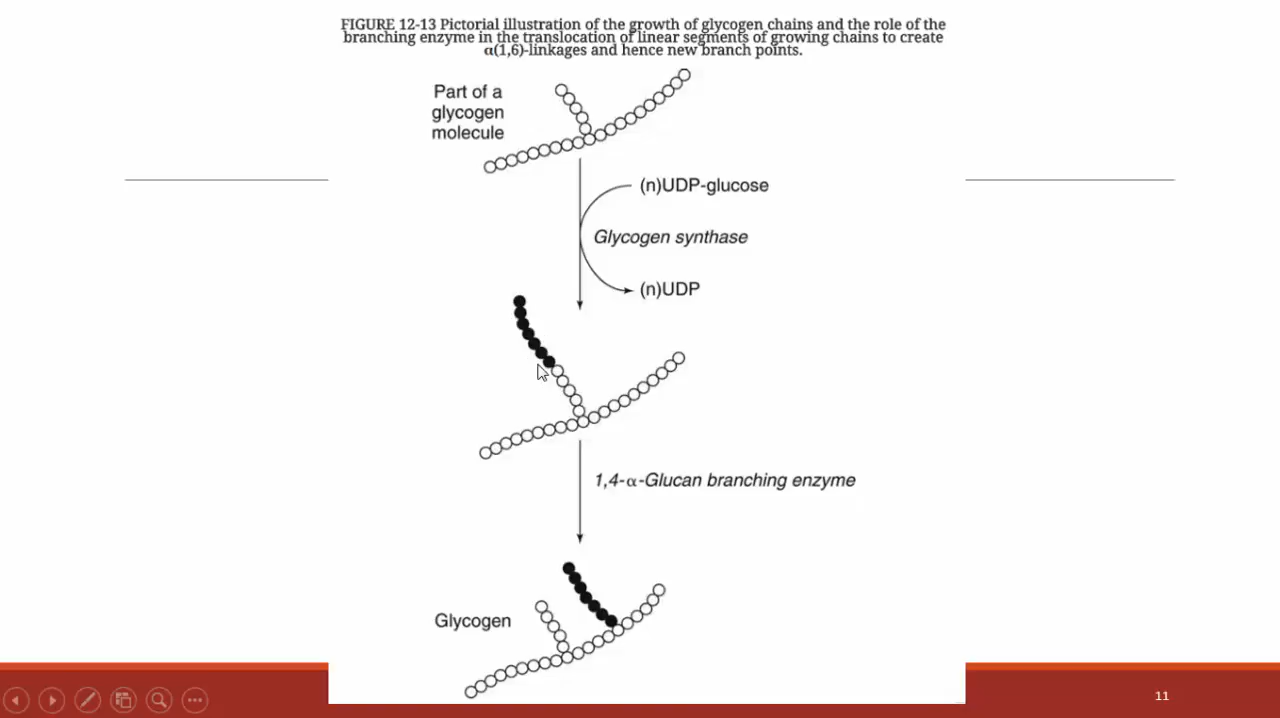 FIGURE 12-13 Pictorial illustration of the growth of glycogen chains and the role of the
branching enzyme in the translocation of linear segments of growing chains to create
α(1,6)-linkages and hence new branch points.
Part of a
glycogen
molecule
(n)UDP-glucose
Glycogen synthase
(n)UDP
1,4-α-Glucan branching enzyme
Glycogen
11